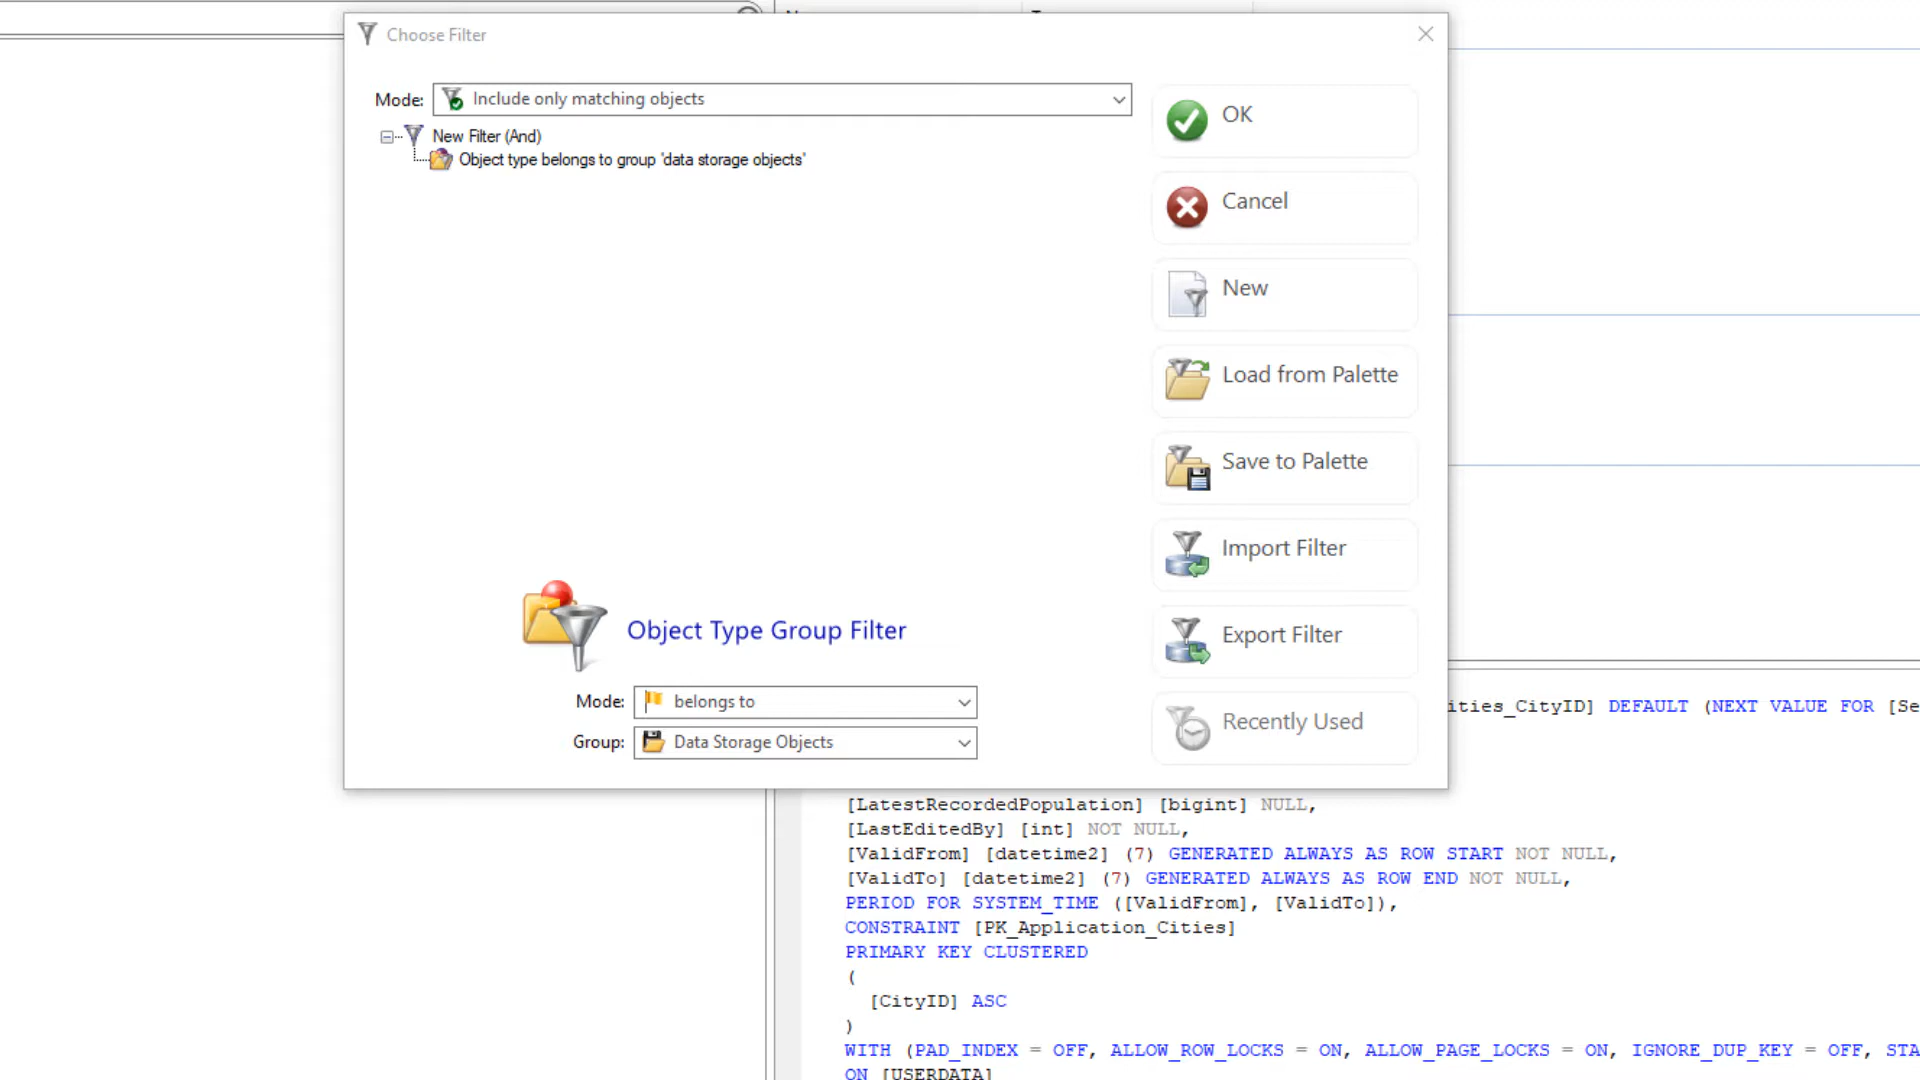 Choose Filter
Mode: Include only matching objects
New Filter (And)
Object type belongs to group 'data storage objects'
OK
Cancel
New
Load from Palette
Save to Palette
Import Filter
Export Filter
Recently Used
Object Type Group Filter
Mode: belongs to
Group: Data Storage Objects
ities_CityID] DEFAULT (NEXT VALUE FOR [Se
[LatestRecordedPopulation] [bigint] NULL,
[LastEditedBy] [int] NOT NULL,
[ValidFrom] [datetime2] (7) GENERATED ALWAYS AS ROW START NOT NULL,
[ValidTo] [datetime2] (7) GENERATED ALWAYS AS ROW END NOT NULL,
PERIOD FOR SYSTEM_TIME ([ValidFrom], [ValidTo]),
CONSTRAINT [PK_Application_Cities]
PRIMARY KEY CLUSTERED
(
[CityID] ASC
)
WITH (PAD_INDEX = OFF, ALLOW_ROW_LOCKS = ON, ALLOW_PAGE_LOCKS = ON, IGNORE_DUP_KEY = OFF, STA
ON [USERDATA]